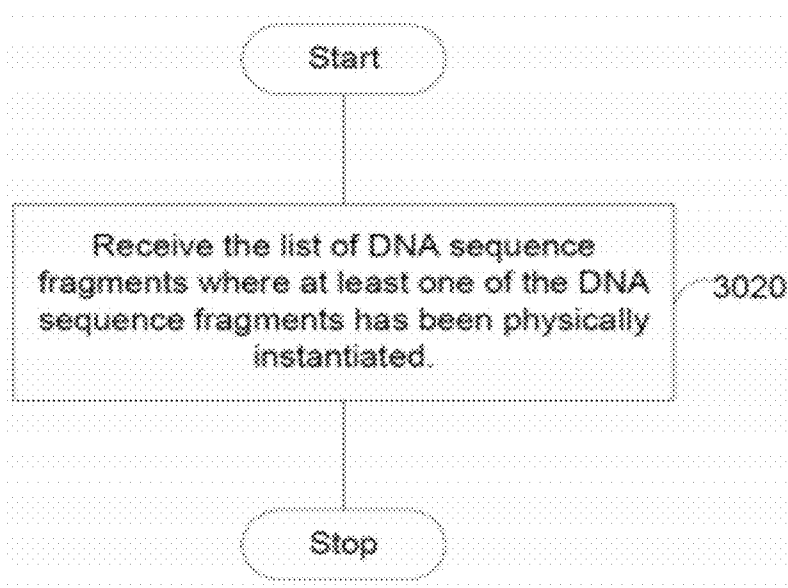 Start
Receive the list of DNA sequence
fragments where at least one of the DNA
sequence fragments has been physically
instantiated.
3020
Stop